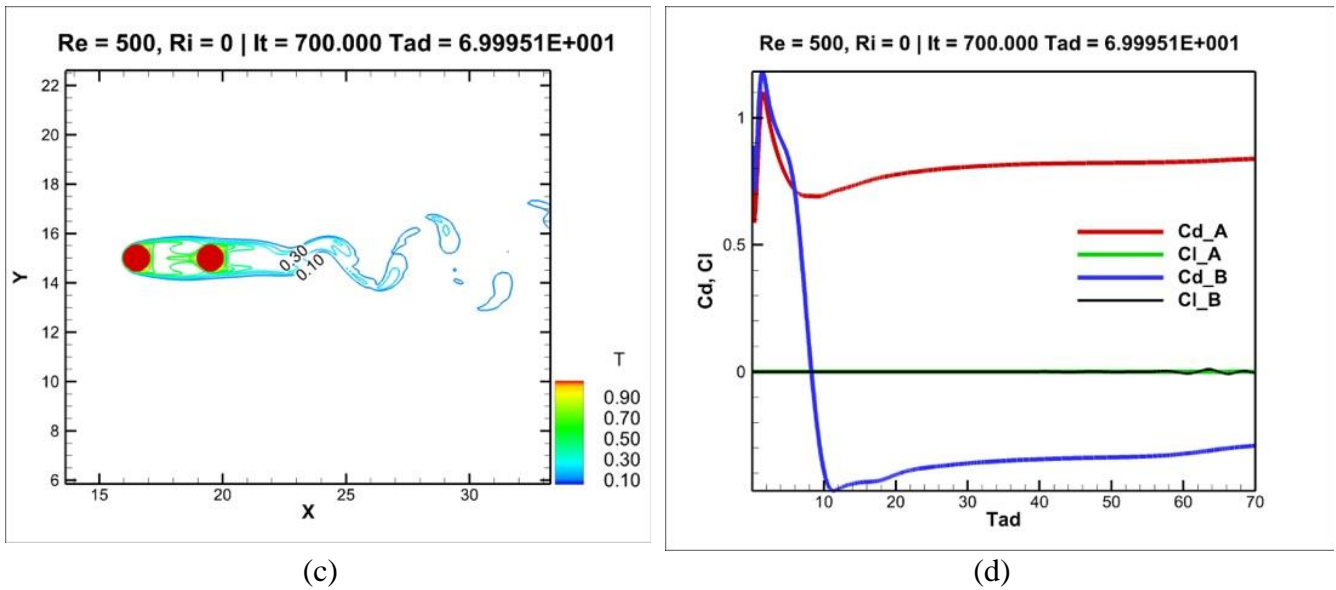 Re = 500, Ri = 0 | It = 700.000 Tad = 6.99951E+001
22
20
18
16
14
12
10
8
6
Y
0.30
0.10
15
20
25
30
X
T
0.90
0.70
0.50
0.30
0.10
(c)
Re = 500, Ri = 0 | It = 700.000 Tad = 6.99951E+001
1
0.5
0
Cd, Cl
Cd_A
Cl_A
Cd_B
Cl_B
10
20
30
40
50
60
70
Tad
(d)